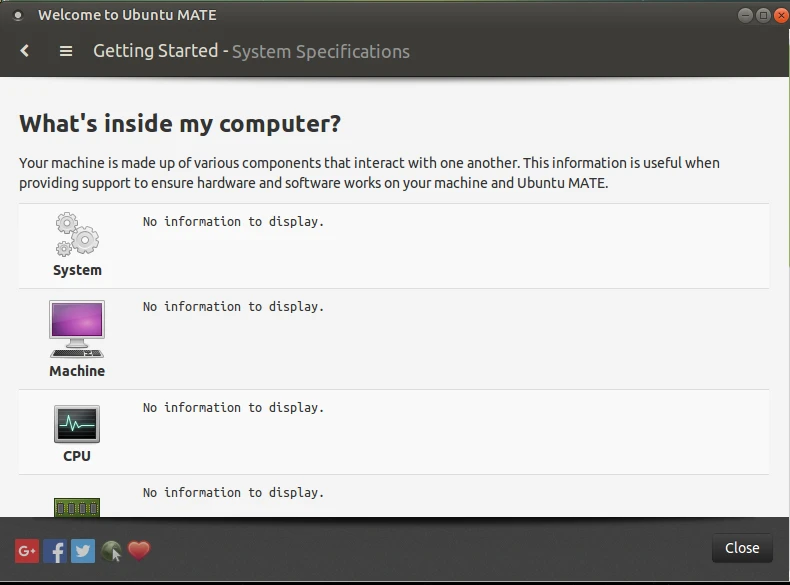 Welcome to Ubuntu MATE
Getting Started - System Specifications
What's inside my computer?
Your machine is made up of various components that interact with one another. This information is useful when
providing support to ensure hardware and software works on your machine and Ubuntu MATE.
No information to display.
System
No information to display.
Machine
No information to display.
CPU
No information to display.
G+
Close